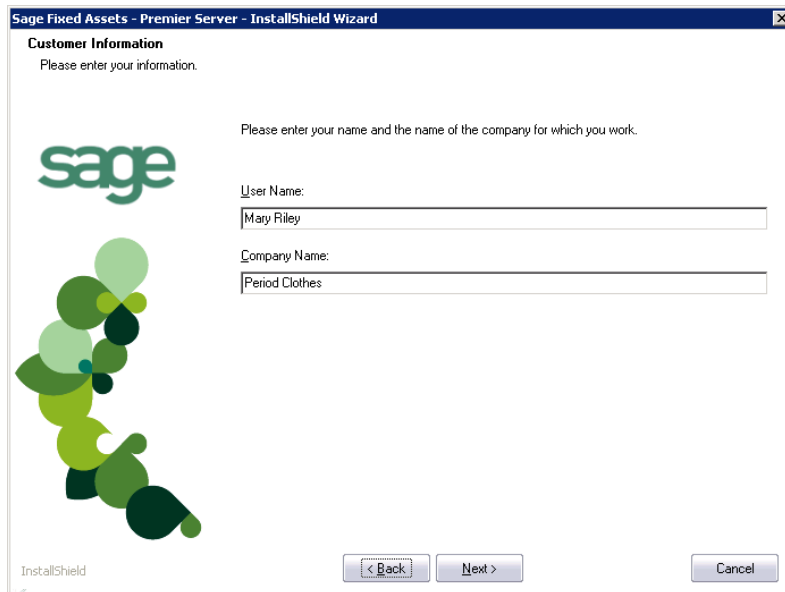 Sage Fixed Assets - Premier Server - InstallShield Wizard
Customer Information
Please enter your information.
Please enter your name and the name of the company for which you work.
sage
User Name:
Mary Riley
Company Name:
Period Clothes
InstallShield
< Back
Next >
Cancel